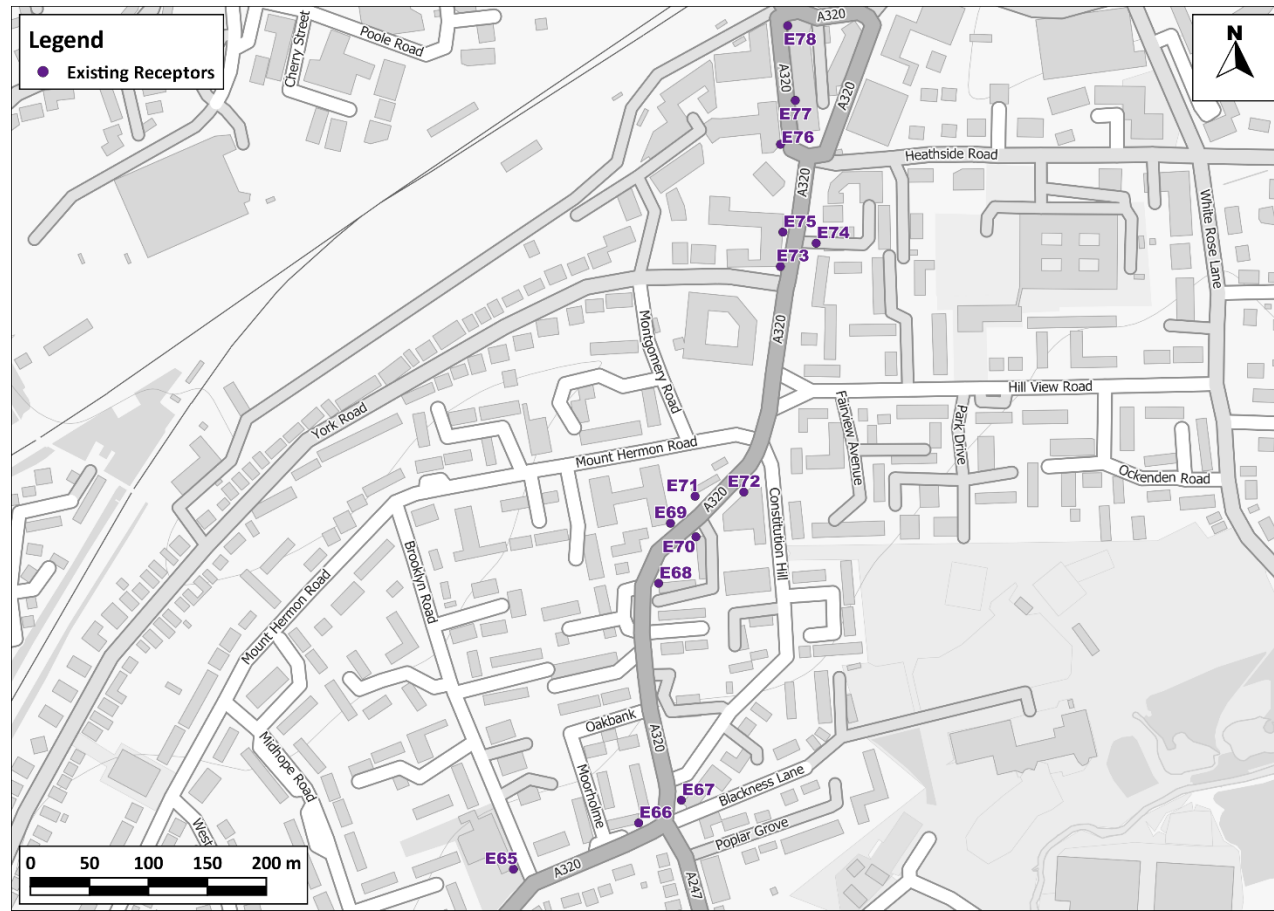 Legend
Existing Receptors
N
Poole Road
Cherry Street
A320
E78
A320
A320
E77
E76
Heathside Road
A320
White Rose Lane
E75
E74
E73
A320
Montgomery Road
Hill View Road
Fairview Avenue
Park Drive
York Road
Mount Hermon Road
Ockenden Road
E71
E72
A320
E69
Constitution Hill
E70
E68
Brooklyn Road
Mount Hermon Road
Oakbank
A320
Midhope Road
Moorholme
E67
Blackness Lane
E66
Poplar Grove
West
E65
A320
A247
0 50 100 150 200 m